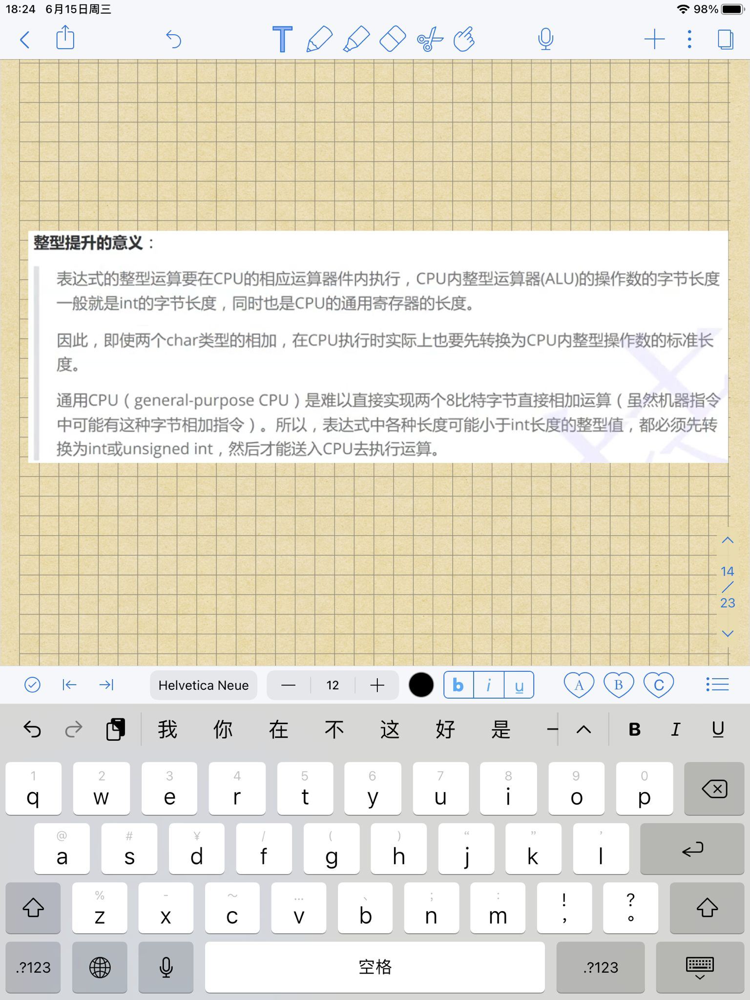 18:24 6月15日周三
98%
T
整型提升的意义：
表达式的整型运算要在CPU的相应运算器件内执行，CPU内整型运算器(ALU)的操作数的字节长度
一般就是int的字节长度，同时也是CPU的通用寄存器的长度。
因此，即使两个char类型的相加，在CPU执行时实际上也要先转换为CPU内整型操作数的标准长
度。
通用CPU（general-purpose CPU）是难以直接实现两个8比特字节直接相加运算（虽然机器指令
中可能有这种字节相加指令）。所以，表达式中各种长度可能小于int长度的整型值，都必须先转
换为int或unsigned int，然后才能送入CPU去执行运算。
14
/
23
Helvetica Neue — 12 + b i u A B C
我 你 在 不 这 好 是 一 B I U
1 2 3 4 5 6 7 8 9 0
q w e r t y u i o p
@ # ¥ / ( ) “ ” ’
a s d f g h j k l
% - ～ … 、 ; : ! ?
z x c v b n m , 。
.?123 空格 .?123